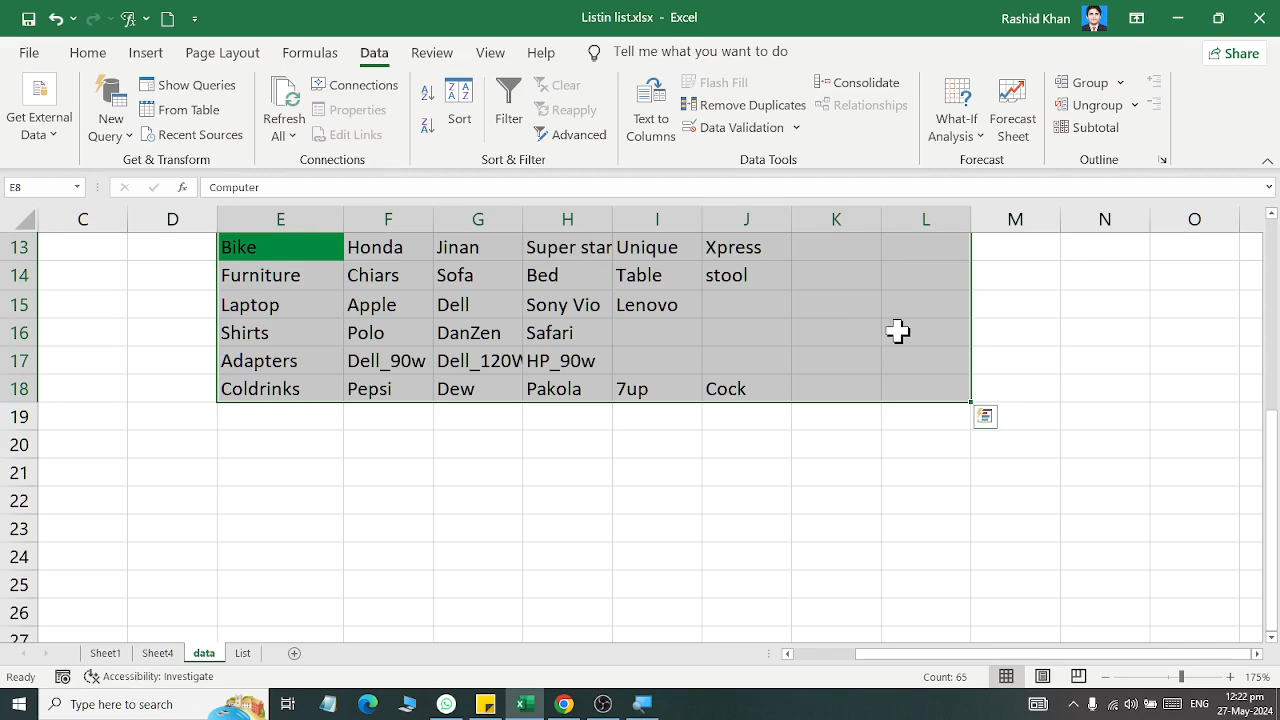 Listin list.xlsx - Excel
Rashid Khan
File Home Insert Page Layout Formulas Data Review View Help Tell me what you want to do Share
Get External Data
New Query
Show Queries
From Table
Recent Sources
Get & Transform
Refresh All
Connections
Properties
Edit Links
Connections
Sort
Filter
Clear
Reapply
Advanced
Sort & Filter
Text to Columns
Flash Fill
Remove Duplicates
Data Validation
Consolidate
Relationships
Data Tools
What-If Analysis
Forecast Sheet
Forecast
Group
Ungroup
Subtotal
Outline
E8 fx Computer
C D E F G H I J K L M N O
13 Bike Honda Jinan Super star Unique Xpress
14 Furniture Chiars Sofa Bed Table stool
15 Laptop Apple Dell Sony Vio Lenovo
16 Shirts Polo DanZen Safari
17 Adapters Dell_90w Dell_120W HP_90w
18 Coldrinks Pepsi Dew Pakola 7up Cock
19
20
21
22
23
24
25
26
27
Sheet1 Sheet4 data List
Ready Accessibility: Investigate Count: 65 175%
Type here to search
12:22 pm
27-May-2024